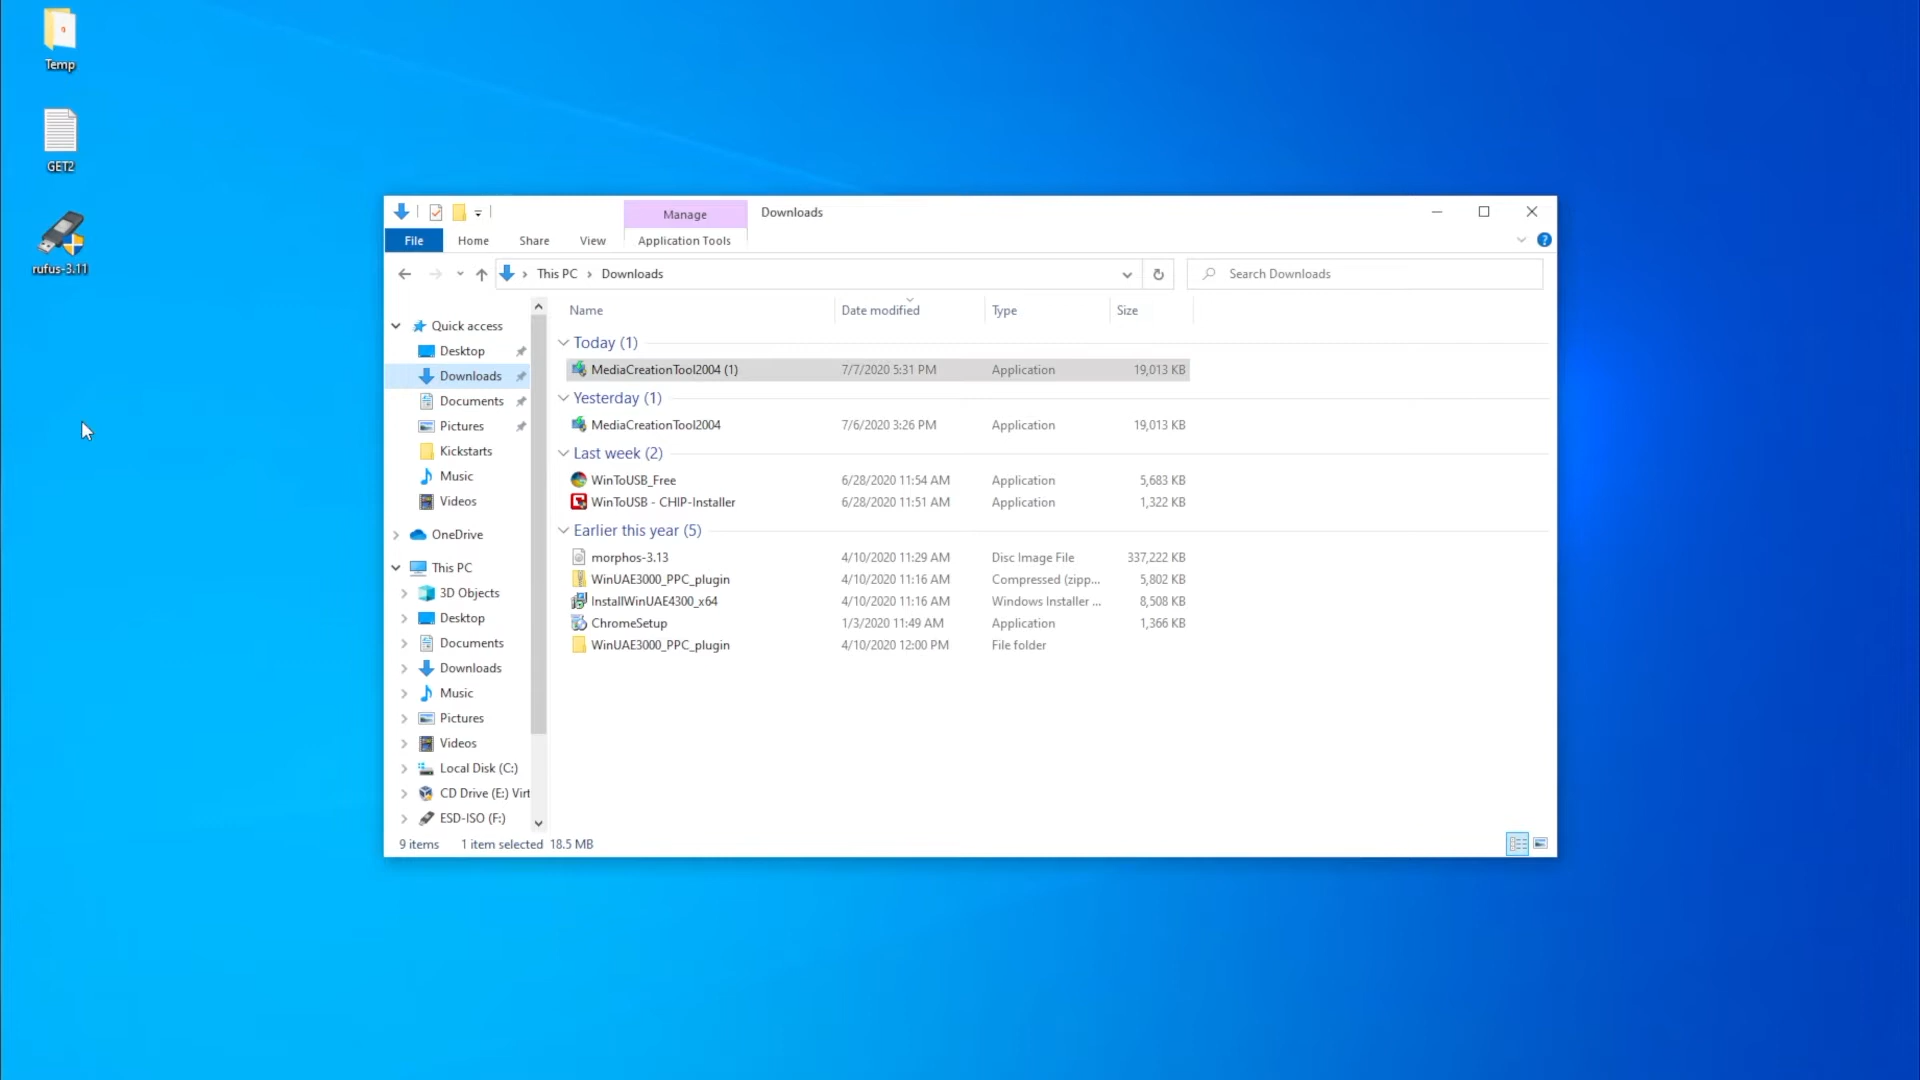 Temp
GET2
rufus-3.11
Manage
Downloads
File
Home
Share
View
Application Tools
This PC
Downloads
Search Downloads
Name
Date modified
Type
Size
Quick access
Desktop
Downloads
Documents
Pictures
Kickstarts
Music
Videos
OneDrive
This PC
3D Objects
Desktop
Documents
Downloads
Music
Pictures
Videos
Local Disk (C:)
CD Drive (E:) Virt
ESD-ISO (F:)
Today (1)
MediaCreationTool2004 (1) 7/7/2020 5:31 PM Application 19,013 KB
Yesterday (1)
MediaCreationTool2004 7/6/2020 3:26 PM Application 19,013 KB
Last week (2)
WinToUSB_Free 6/28/2020 11:54 AM Application 5,683 KB
WinToUSB - CHIP-Installer 6/28/2020 11:51 AM Application 1,322 KB
Earlier this year (5)
morphos-3.13 4/10/2020 11:29 AM Disc Image File 337,222 KB
WinUAE3000_PPC_plugin 4/10/2020 11:16 AM Compressed (zipp... 5,802 KB
InstallWinUAE4300_x64 4/10/2020 11:16 AM Windows Installer ... 8,508 KB
ChromeSetup 1/3/2020 11:49 AM Application 1,366 KB
WinUAE3000_PPC_plugin 4/10/2020 12:00 PM File folder
9 items 1 item selected 18.5 MB